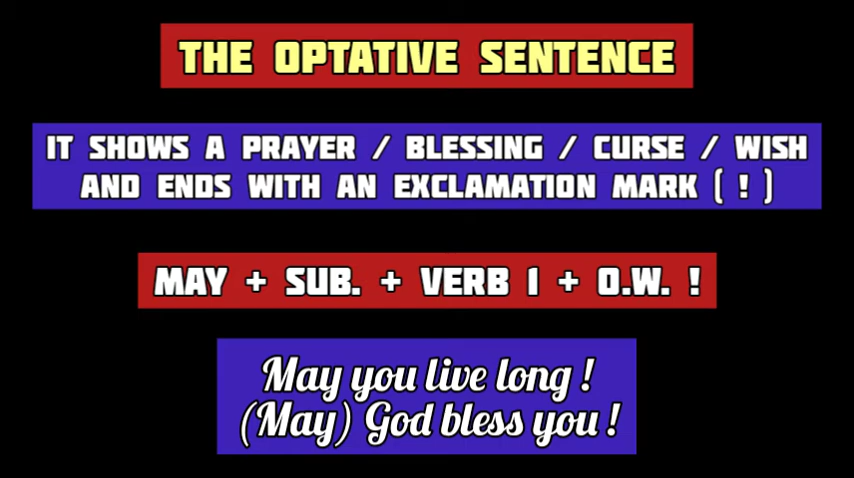 THE OPTATIVE SENTENCE
IT SHOWS A PRAYER / BLESSING / CURSE / WISH
AND ENDS WITH AN EXCLAMATION MARK ( ! )
MAY + SUB. + VERB 1 + O.W. !
May you live long !
(May) God bless you !